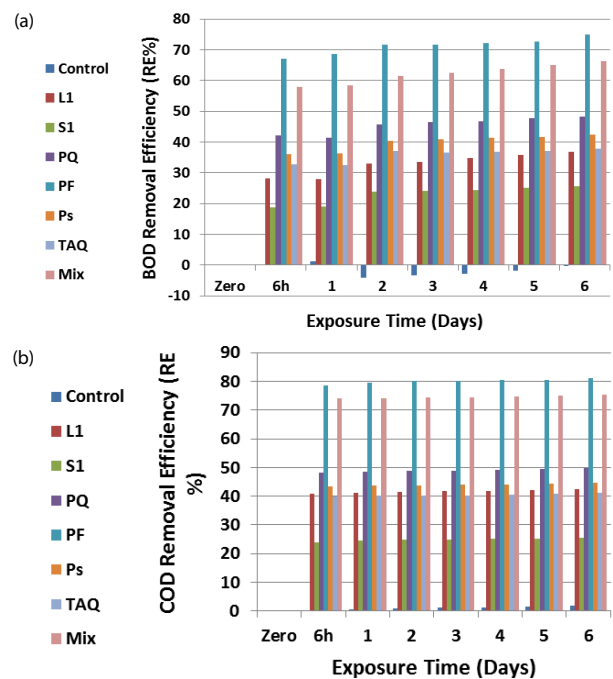 (a)
Control
L1
S1
PQ
PF
Ps
TAQ
Mix
BOD Removal Efficiency (RE%)
80
70
60
50
40
30
20
10
0
-10
Zero 6h 1 2 3 4 5 6
Exposure Time (Days)
(b)
Control
L1
S1
PQ
PF
Ps
TAQ
Mix
COD Removal Efficiency (RE
%)
90
80
70
60
50
40
30
20
10
0
Zero 6h 1 2 3 4 5 6
Exposure Time (Days)